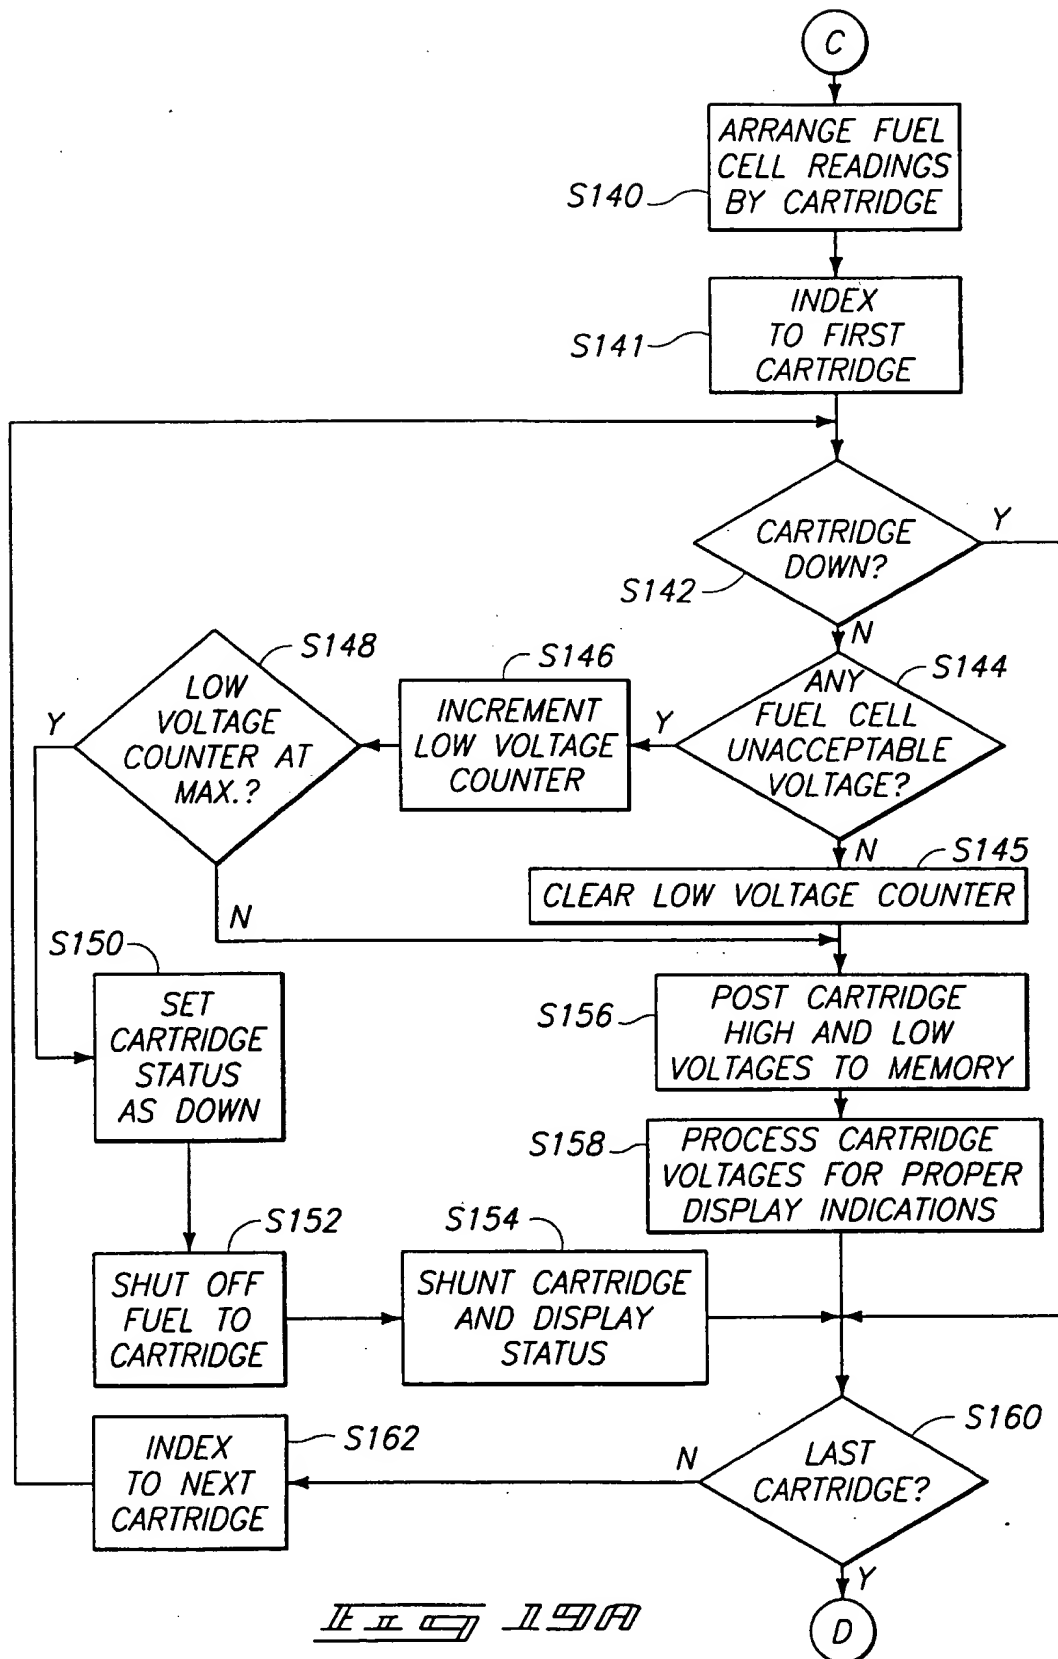 C
ARRANGE FUEL
CELL READINGS
BY CARTRIDGE
S140
INDEX
TO FIRST
CARTRIDGE
S141
CARTRIDGE
DOWN?
Y
S142
N
ANY
FUEL CELL
UNACCEPTABLE
VOLTAGE?
S144
Y
N
S146
INCREMENT
LOW VOLTAGE
COUNTER
S148
LOW
VOLTAGE
COUNTER AT
MAX.?
Y
N
S145
CLEAR LOW VOLTAGE COUNTER
S150
SET
CARTRIDGE
STATUS
AS DOWN
S156
POST CARTRIDGE
HIGH AND LOW
VOLTAGES TO MEMORY
S158
PROCESS CARTRIDGE
VOLTAGES FOR PROPER
DISPLAY INDICATIONS
S152
SHUT OFF
FUEL TO
CARTRIDGE
S154
SHUNT CARTRIDGE
AND DISPLAY
STATUS
S160
LAST
CARTRIDGE?
N
Y
S162
INDEX
TO NEXT
CARTRIDGE
D
FIG 19A